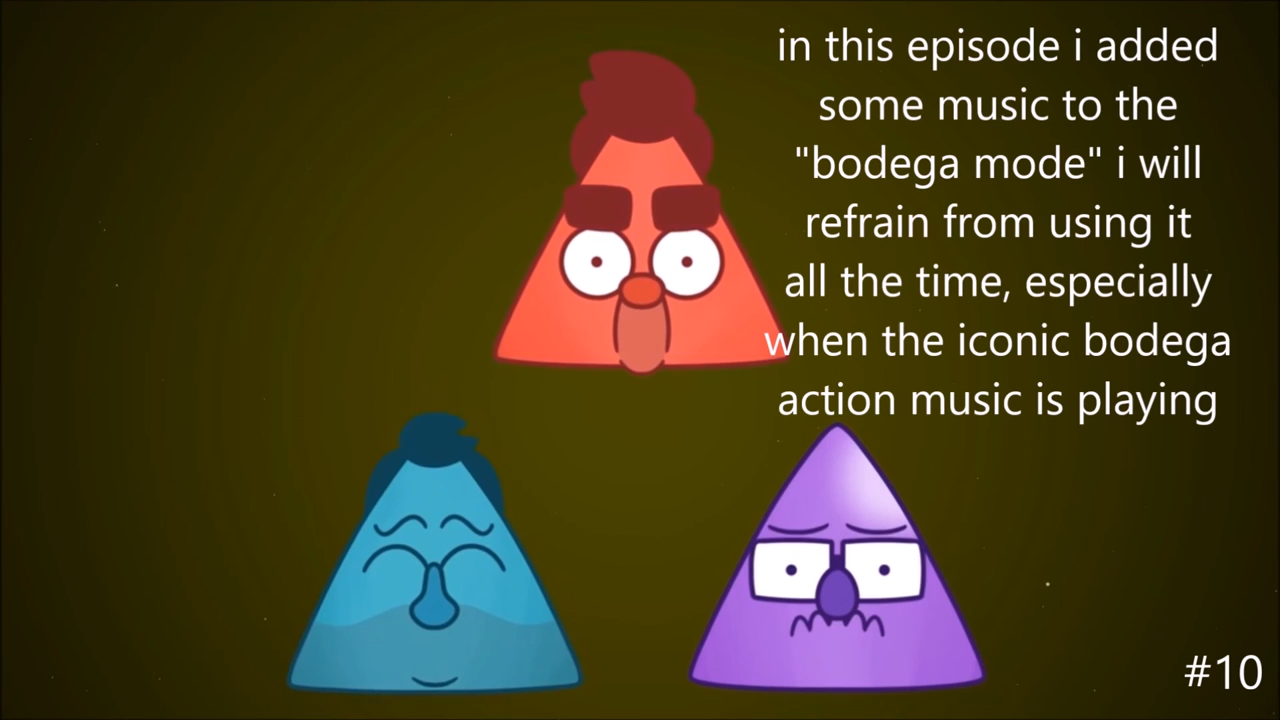 in this episode i added
some music to the
"bodega mode" i will
refrain from using it
all the time, especially
when the iconic bodega
action music is playing
#10